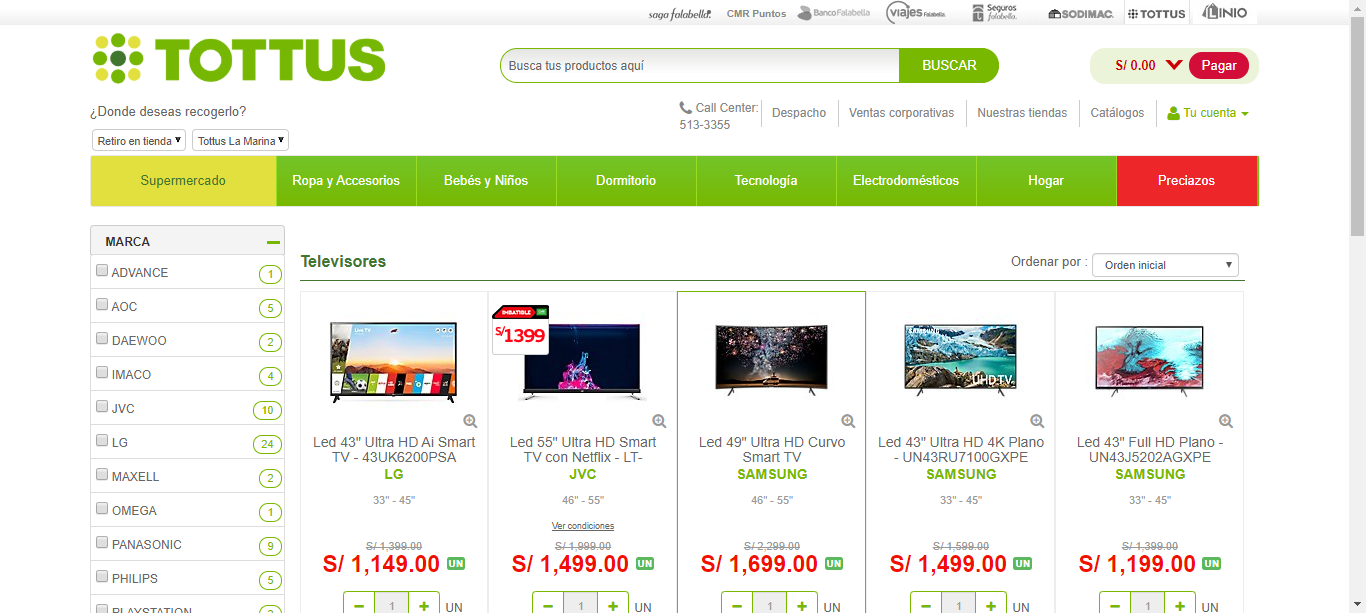 saga falabella. CMR Puntos BancoFalabella viajes Falabella Seguros falabella. SODIMAC. TOTTUS LINIO
TOTTUS
Busca tus productos aquí BUSCAR S/ 0.00 Pagar
¿Donde deseas recogerlo?
Call Center: 513-3355 Despacho Ventas corporativas Nuestras tiendas Catálogos Tu cuenta
Retiro en tienda Tottus La Marina
Supermercado Ropa y Accesorios Bebés y Niños Dormitorio Tecnología Electrodomésticos Hogar Preciazos
MARCA
ADVANCE 1
AOC 5
DAEWOO 2
IMACO 4
JVC 10
LG 24
MAXELL 2
OMEGA 1
PANASONIC 9
PHILIPS 5
PLAYSTATION
Televisores
Ordenar por : Orden inicial
Led 43" Ultra HD Ai Smart
TV - 43UK6200PSA
LG
33" - 45"
S/ 1,399.00
S/ 1,149.00 UN
1 UN
IMBATIBLE
S/1399
Led 55" Ultra HD Smart
TV con Netflix - LT-
JVC
46" - 55"
Ver condiciones
S/ 1,999.00
S/ 1,499.00 UN
1 UN
Led 49" Ultra HD Curvo
Smart TV
SAMSUNG
46" - 55"
S/ 2,299.00
S/ 1,699.00 UN
1 UN
SAMSUNG
UHD TV
Led 43" Ultra HD 4K Plano
- UN43RU7100GXPE
SAMSUNG
33" - 45"
S/ 1,599.00
S/ 1,499.00 UN
1 UN
Led 43" Full HD Plano -
UN43J5202AGXPE
SAMSUNG
33" - 45"
S/ 1,399.00
S/ 1,199.00 UN
1 UN